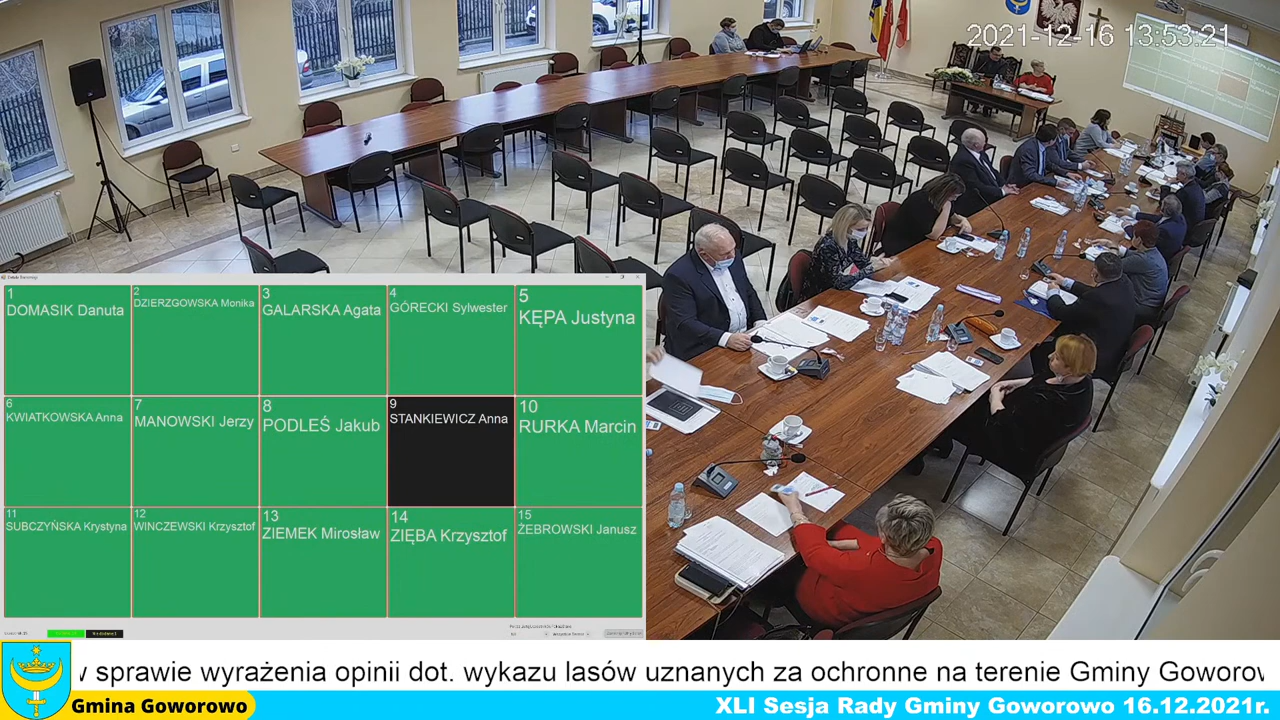 2021-12-16 13:53:21
1
DOMASIK Danuta
2
DZIERZGOWSKA Monika
3
GALARSKA Agata
4
GÓRECKI Sylwester
5
KĘPA Justyna
6
KWIATKOWSKA Anna
7
MANOWSKI Jerzy
8
PODLEŚ Jakub
9
STANKIEWICZ Anna
10
RURKA Marcin
11
SUBCZYŃSKA Krystyna
12
WINCZEWSKI Krzysztof
13
ZIEMEK Mirosław
14
ZIĘBA Krzysztof
15
ŻEBROWSKI Janusz
w sprawie wyrażenia opinii dot. wykazu lasów uznanych za ochronne na terenie Gminy Gorowo
Gmina Goworowo
XLI Sesja Rady Gminy Goworowo 16.12.2021r.